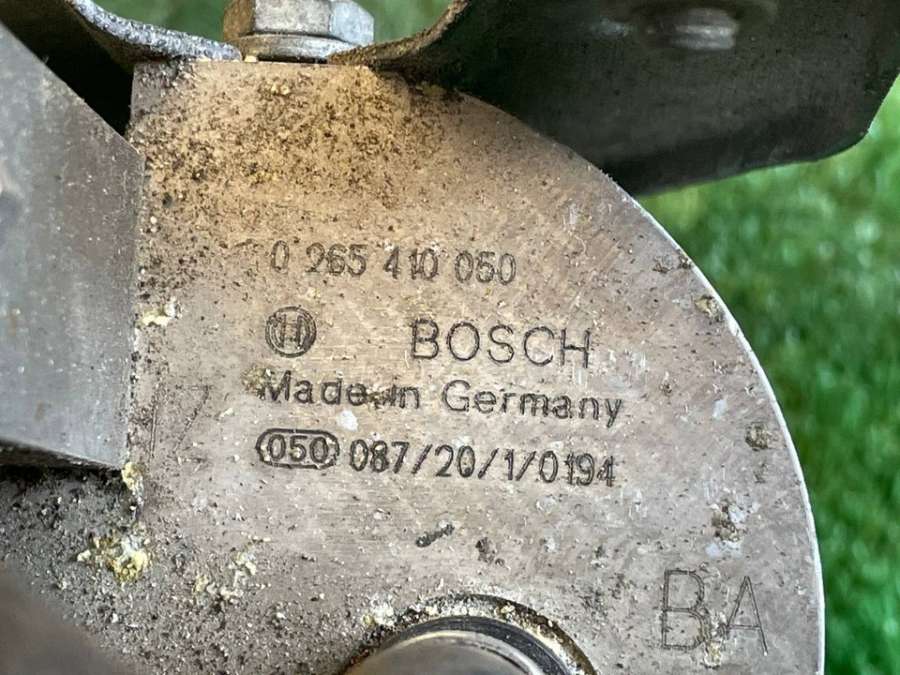 0 265 410 050
BOSCH
Made in Germany
050 087/20/1/0194
BA